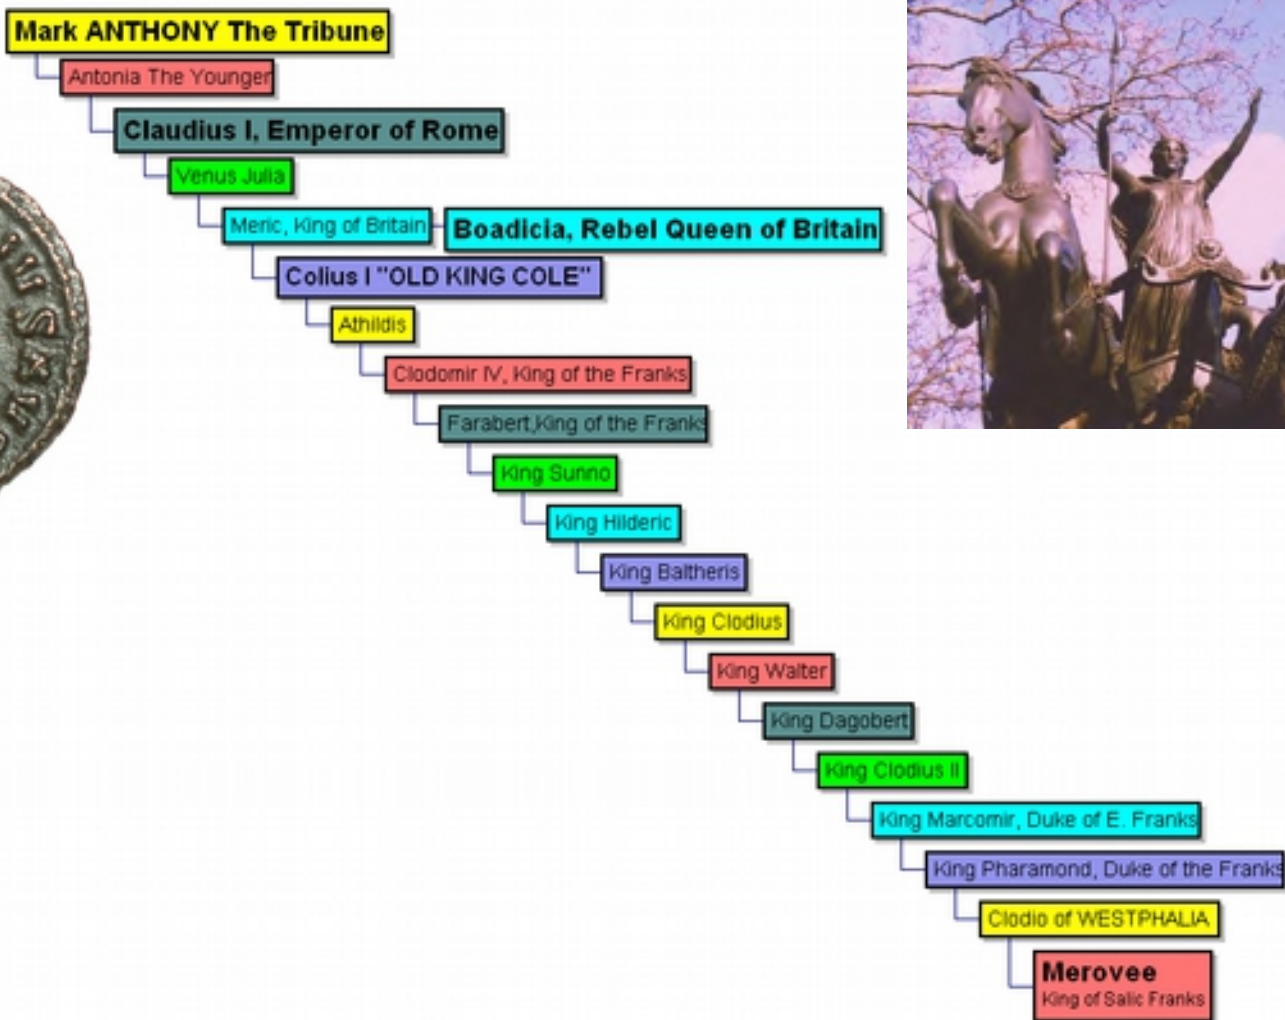 Mark ANTHONY The Tribune
Antonia The Younger
Claudius I, Emperor of Rome
Venus Julia
Meric, King of Britain
Boadicia, Rebel Queen of Britain
Colius I "OLD KING COLE"
Athildis
Clodomir IV, King of the Franks
Farabert,King of the Franks
King Sunno
King Hilderic
King Baltheris
King Clodius
King Walter
King Dagobert
King Clodius II
King Marcomir, Duke of E. Franks
King Pharamond, Duke of the Franks
Clodio of WESTPHALIA
Merovee
King of Salic Franks